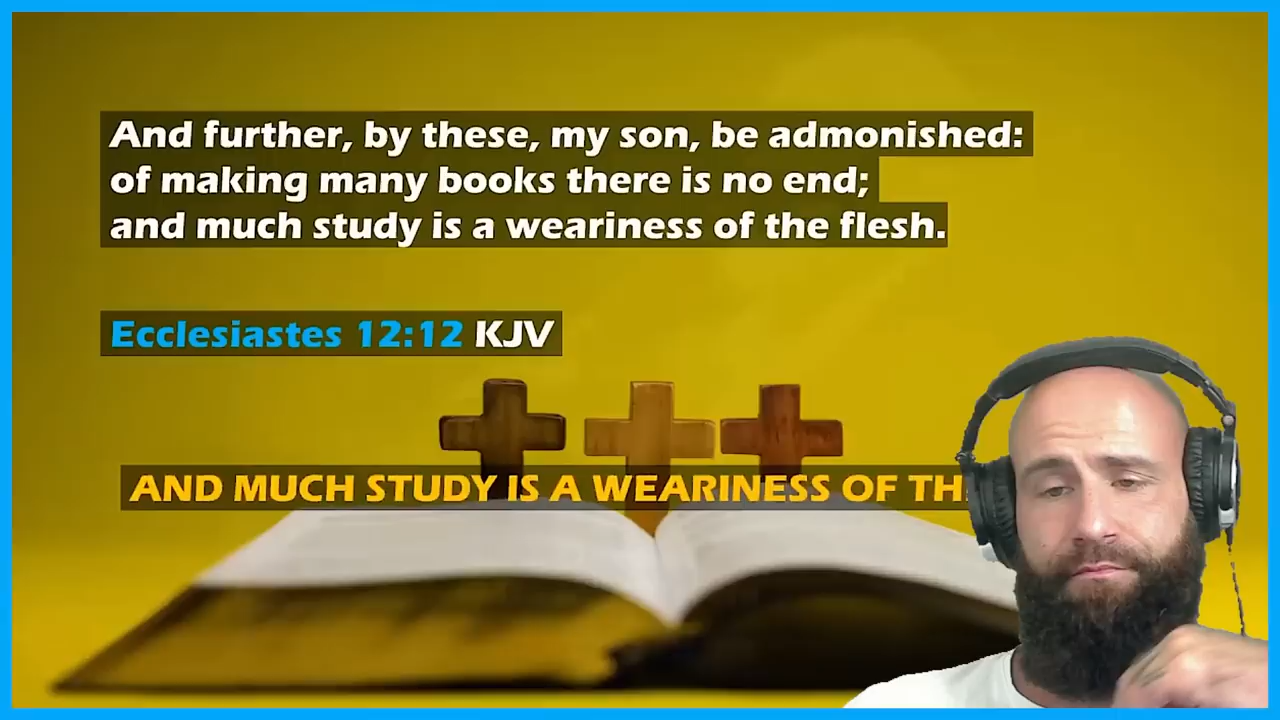 And further, by these, my son, be admonished:
of making many books there is no end;
and much study is a weariness of the flesh.
Ecclesiastes 12:12 KJV
AND MUCH STUDY IS A WEARINESS OF TH